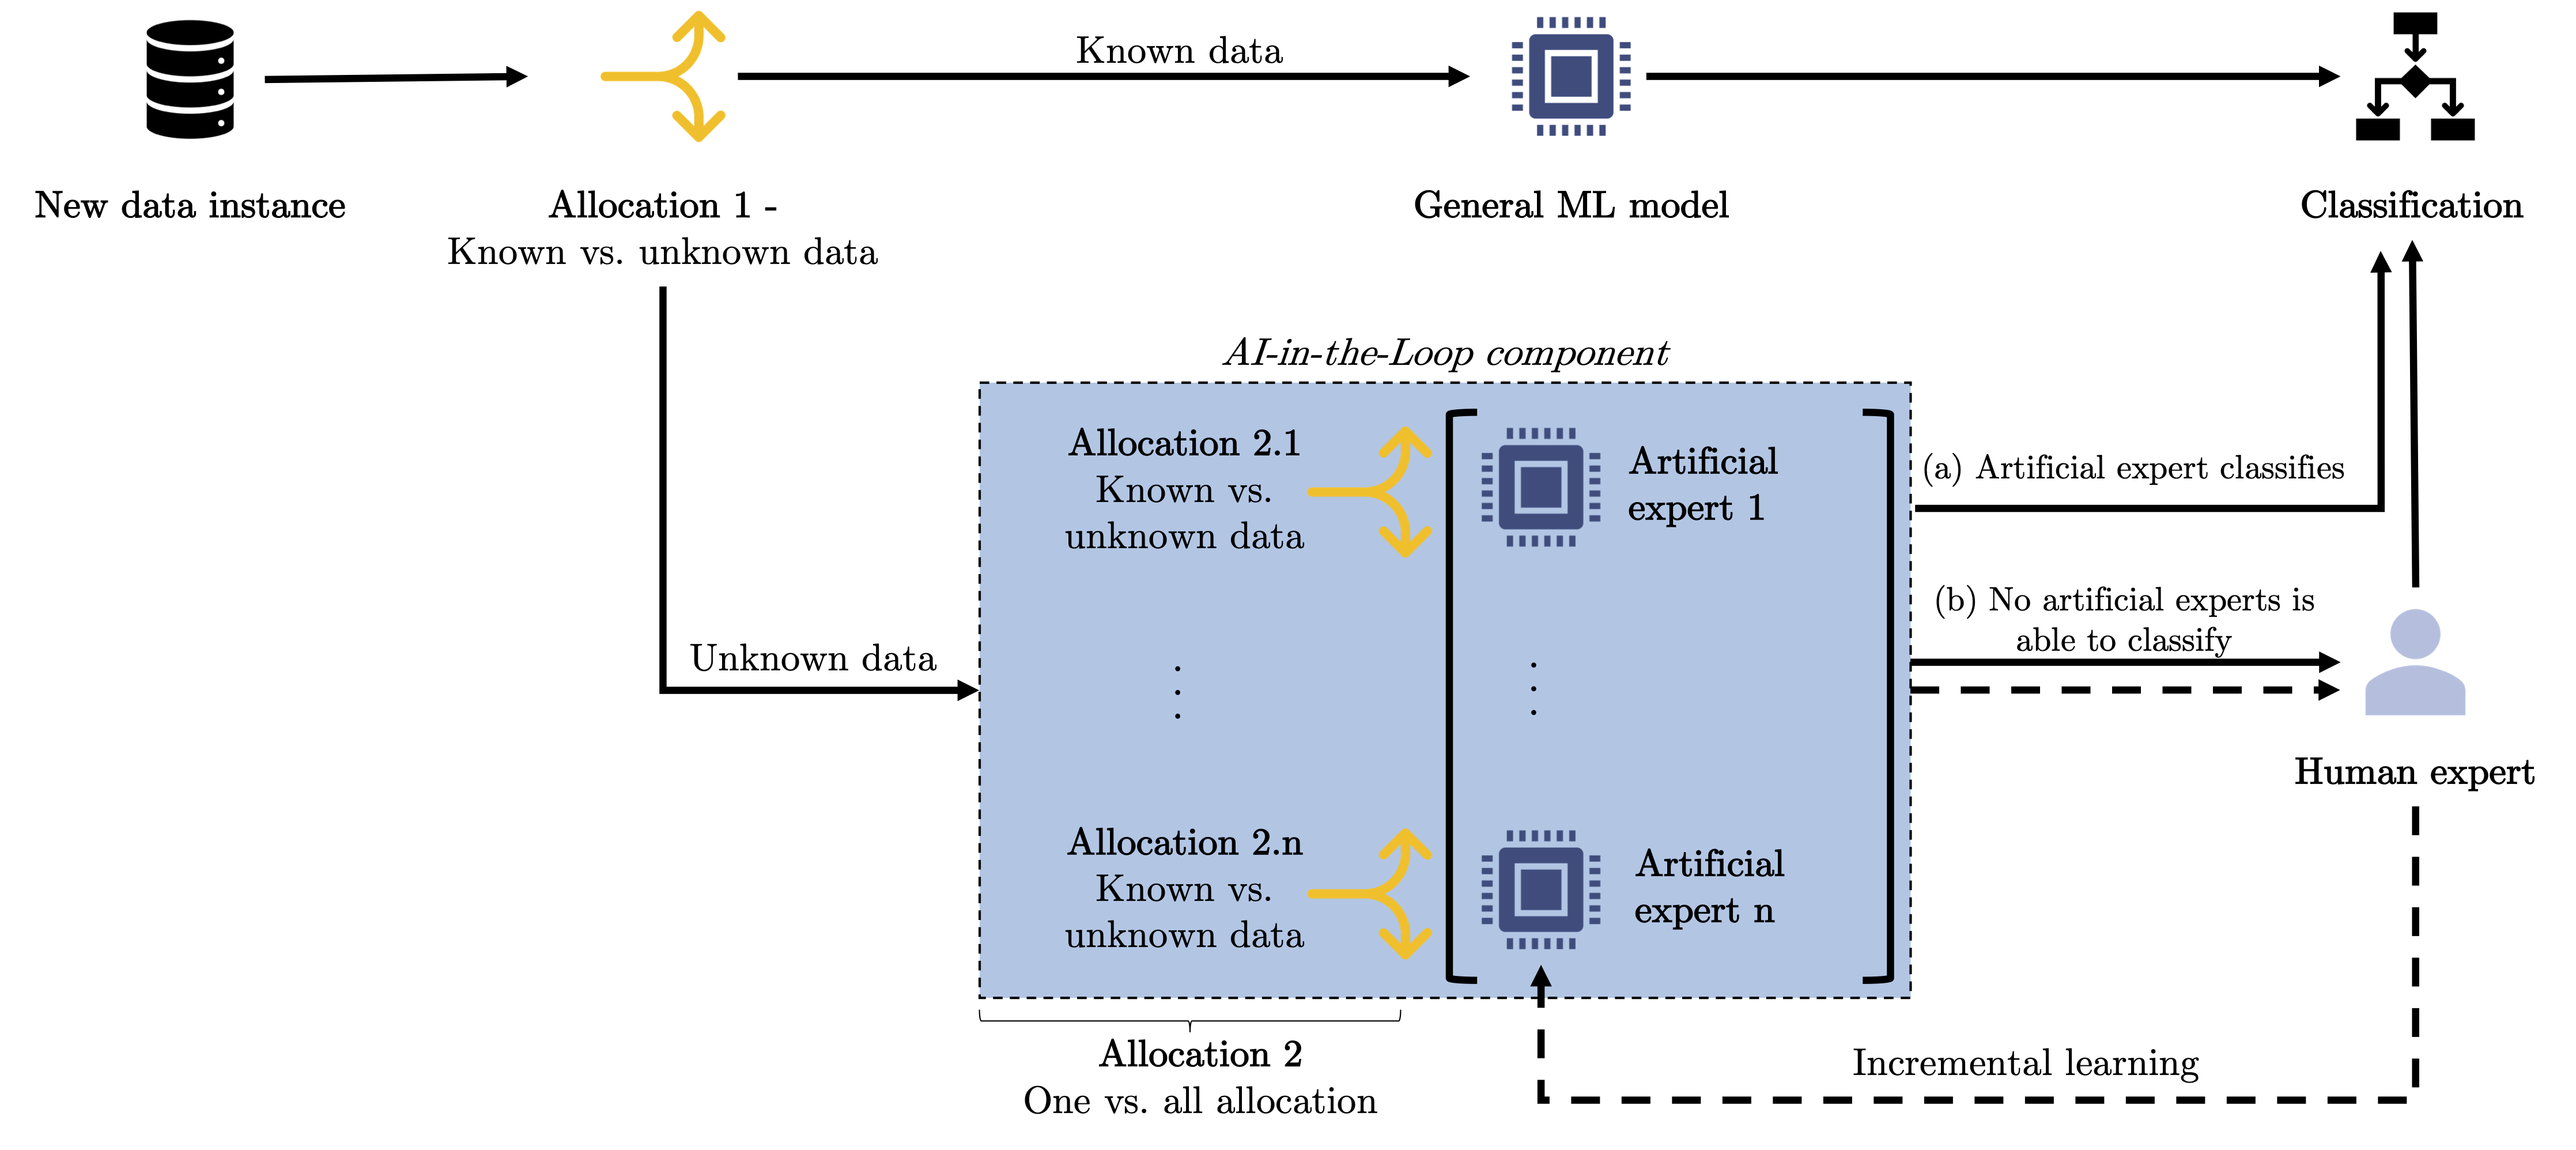 Known data
New data instance
Allocation 1 -
Known vs. unknown data
General ML model
Classification
AI-in-the-Loop component
Allocation 2.1
Known vs.
unknown data
Artificial
expert 1
(a) Artificial expert classifies
(b) No artificial experts is
able to classify
Unknown data
Human expert
Allocation 2.n
Known vs.
unknown data
Artificial
expert n
Allocation 2
One vs. all allocation
Incremental learning